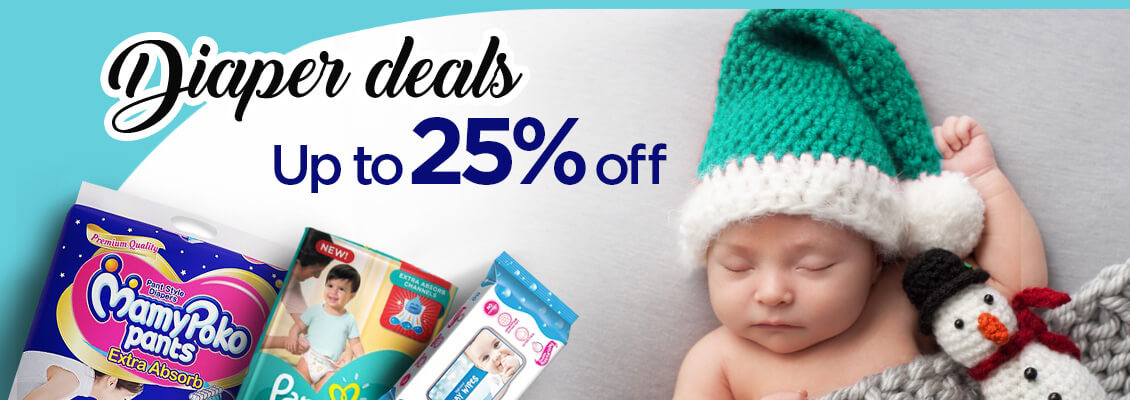 Diaper deals
Up to 25% off
Premium Quality
Pant Style
Diapers
MamyPoko
pants
Extra Absorb
NEW!
EXTRA ABSORB
CHANNELS